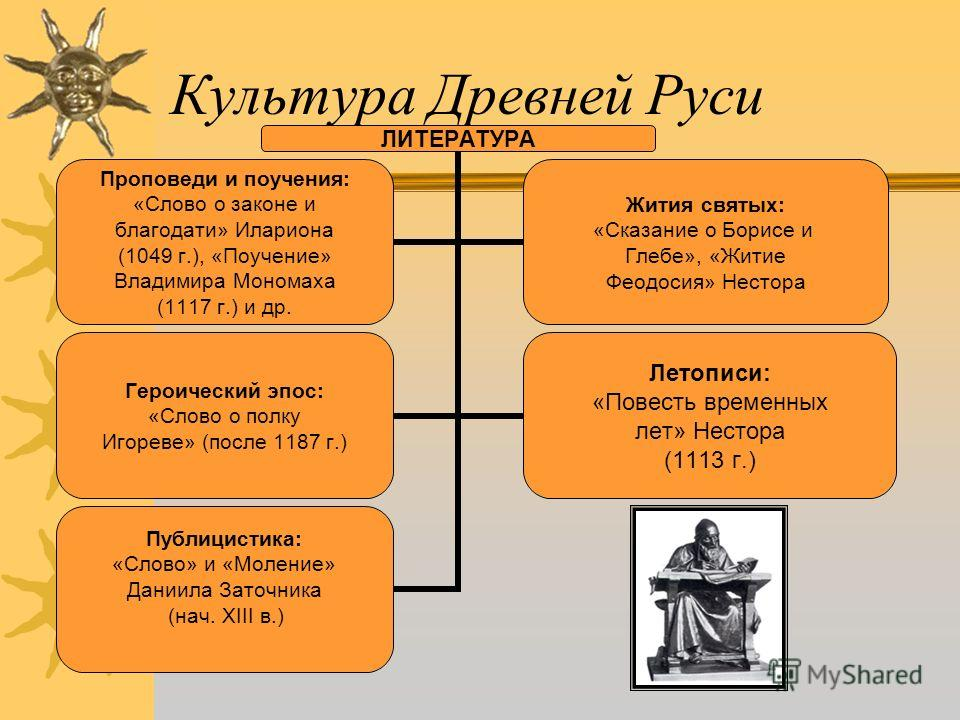 Культура Древней Руси
ЛИТЕРАТУРА
Проповеди и поучения:
«Слово о законе и
благодати» Илариона
(1049 г.), «Поучение»
Владимира Мономаха
(1117 г.) и др.
Жития святых:
«Сказание о Борисе и
Глебе», «Житие
Феодосия» Нестора
Героический эпос:
«Слово о полку
Игореве» (после 1187 г.)
Летописи:
«Повесть временных
лет» Нестора
(1113 г.)
Публицистика:
«Слово» и «Моление»
Даниила Заточника
(нач. XIII в.)
MyShared